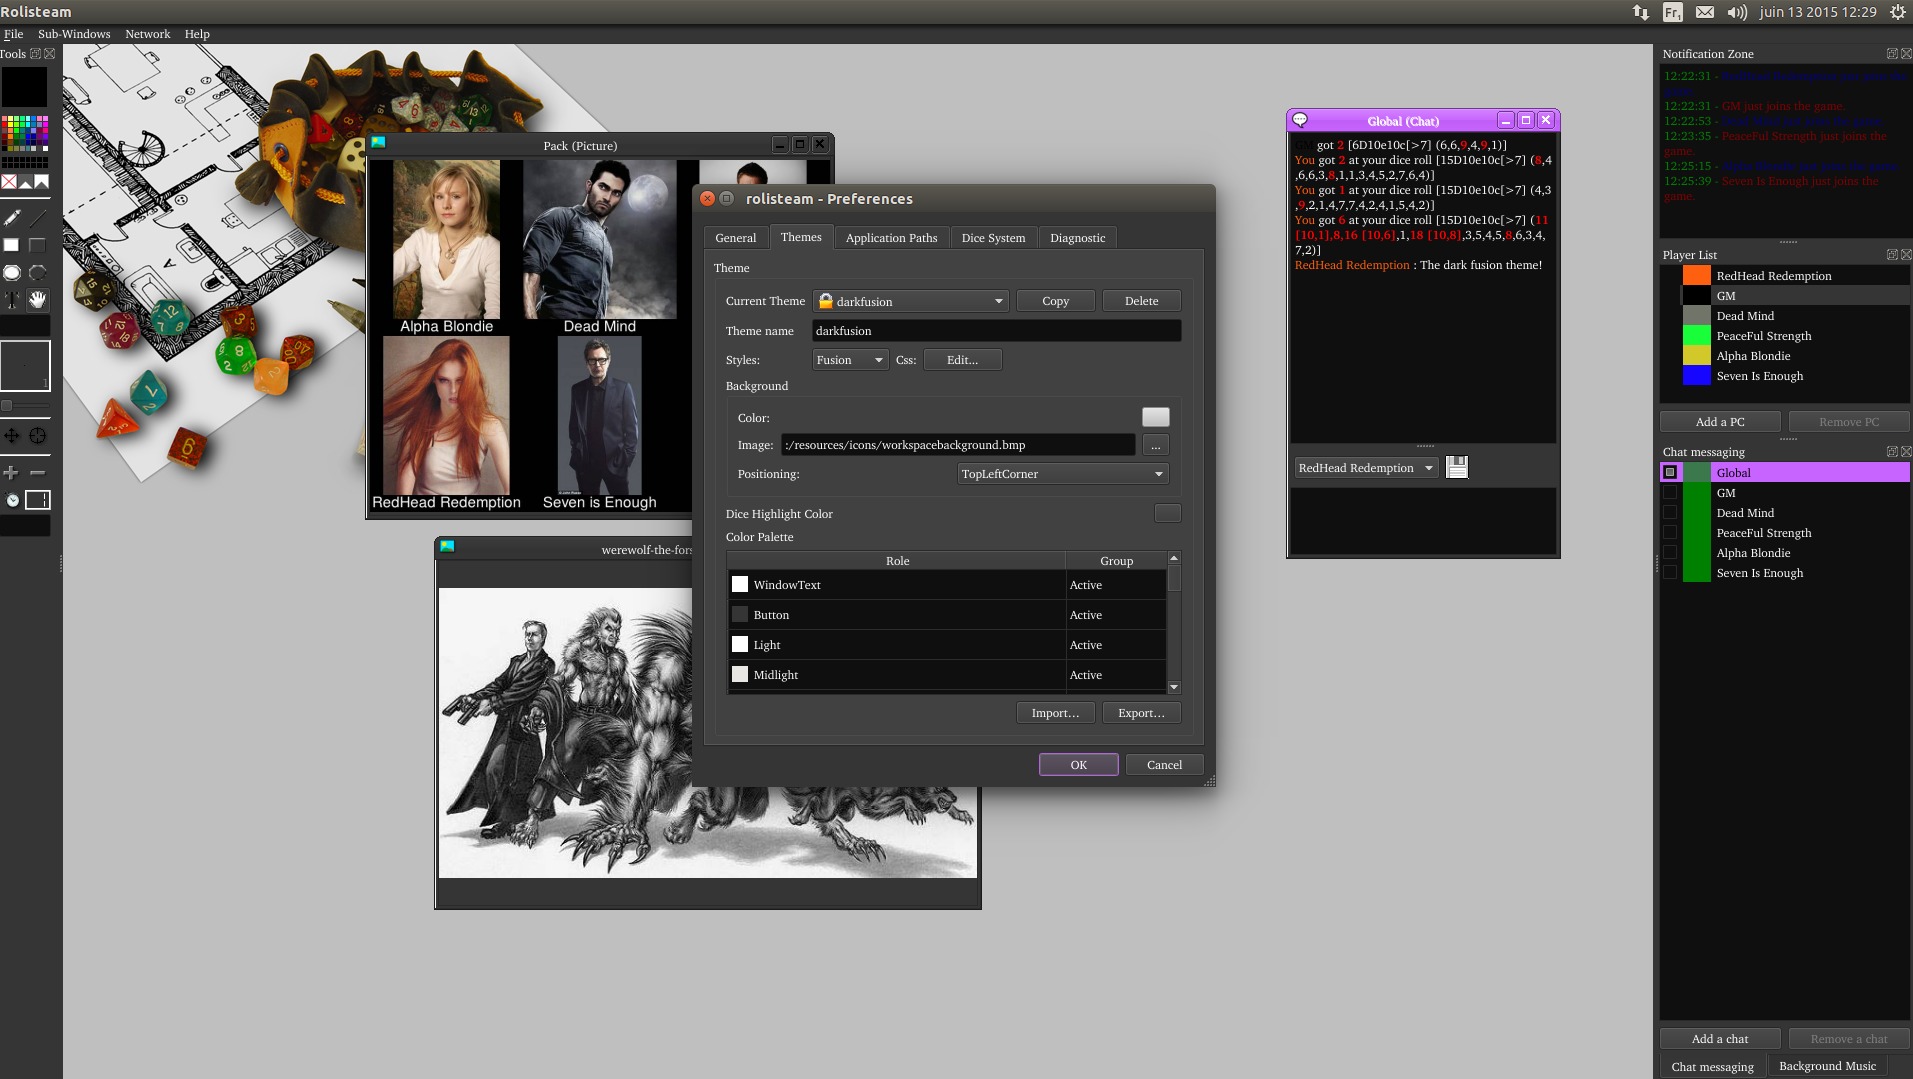 Rolisteam
Fr1
juin 13 2015 12:29
File Sub-Windows Network Help
Tools
Pack (Picture)
Alpha Blondie
Dead Mind
RedHead Redemption
Seven is Enough
werewolf-the-fors
rolisteam - Preferences
General Themes Application Paths Dice System Diagnostic
Theme
Current Theme darkfusion Copy Delete
Theme name darkfusion
Styles: Fusion Css: Edit...
Background
Color:
Image: :/resources/icons/workspacebackground.bmp ...
Positioning: TopLeftCorner
Dice Highlight Color
Color Palette
Role Group
WindowText Active
Button Active
Light Active
Midlight Active
Import... Export...
OK Cancel
Global (Chat)
GM got 2 [6D10e10c[>7] (6,6,9,4,9,1)]
You got 2 at your dice roll [15D10e10c[>7] (8,4
,6,6,3,8,1,1,3,4,5,2,7,6,4)]
You got 1 at your dice roll [15D10e10c[>7] (4,3
,9,2,1,4,7,7,4,2,4,1,5,4,2)]
You got 6 at your dice roll [15D10e10c[>7] (11
[10,1],8,16 [10,6],1,18 [10,8],3,5,4,5,8,6,3,4,
7,2)]
RedHead Redemption : The dark fusion theme!
RedHead Redemption
Notification Zone
12:22:31 - RedHead Redemption just joins the
game.
12:22:31 - GM just joins the game.
12:22:53 - Dead Mind just joins the game.
12:23:35 - PeaceFul Strength just joins the
game.
12:25:15 - Alpha Blondie just joins the game.
12:25:39 - Seven Is Enough just joins the
game.
Player List
RedHead Redemption
GM
Dead Mind
PeaceFul Strength
Alpha Blondie
Seven Is Enough
Add a PC Remove PC
Chat messaging
Global
GM
Dead Mind
PeaceFul Strength
Alpha Blondie
Seven Is Enough
Add a chat Remove a chat
Chat messaging Background Music